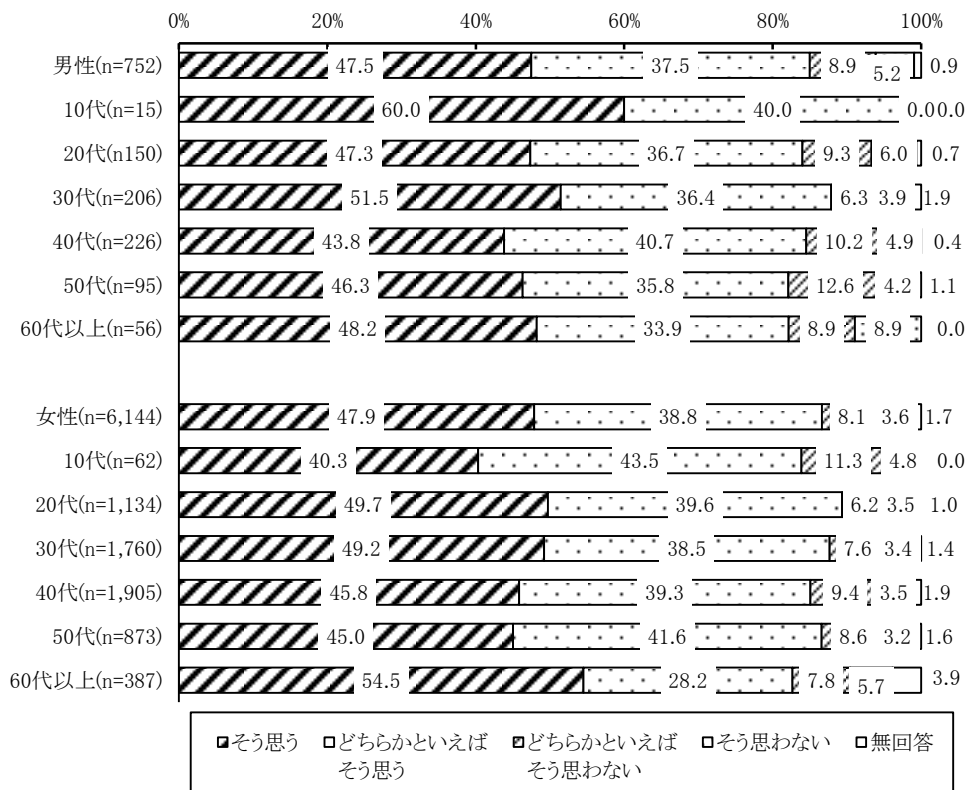 0% 20% 40% 60% 80% 100%
男性(n=752) 47.5 37.5 8.9 5.2 0.9
10代(n=15) 60.0 40.0 0.00.0
20代(n150) 47.3 36.7 9.3 6.0 0.7
30代(n=206) 51.5 36.4 6.3 3.9 1.9
40代(n=226) 43.8 40.7 10.2 4.9 0.4
50代(n=95) 46.3 35.8 12.6 4.2 1.1
60代以上(n=56) 48.2 33.9 8.9 8.9 0.0
女性(n=6,144) 47.9 38.8 8.1 3.6 1.7
10代(n=62) 40.3 43.5 11.3 4.8 0.0
20代(n=1,134) 49.7 39.6 6.2 3.5 1.0
30代(n=1,760) 49.2 38.5 7.6 3.4 1.4
40代(n=1,905) 45.8 39.3 9.4 3.5 1.9
50代(n=873) 45.0 41.6 8.6 3.2 1.6
60代以上(n=387) 54.5 28.2 7.8 5.7 3.9
そう思う どちらかといえば どちらかといえば そう思わない 無回答
そう思う そう思わない